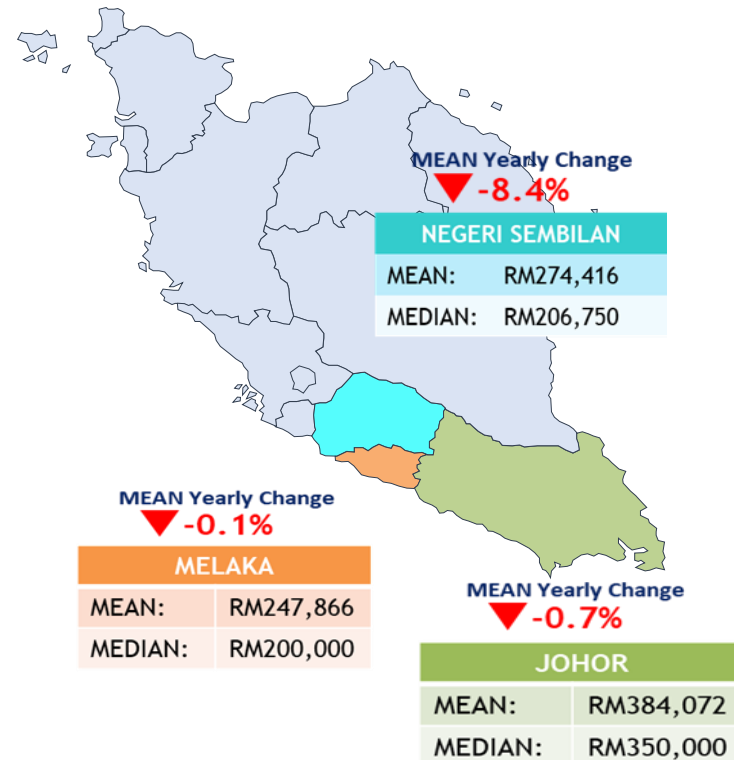 MEAN Yearly Change
-8.4%
NEGERI SEMBILAN
MEAN: RM274,416
MEDIAN: RM206,750
MEAN Yearly Change
-0.1%
MELAKA
MEAN: RM247,866
MEDIAN: RM200,000
MEAN Yearly Change
-0.7%
JOHOR
MEAN: RM384,072
MEDIAN: RM350,000